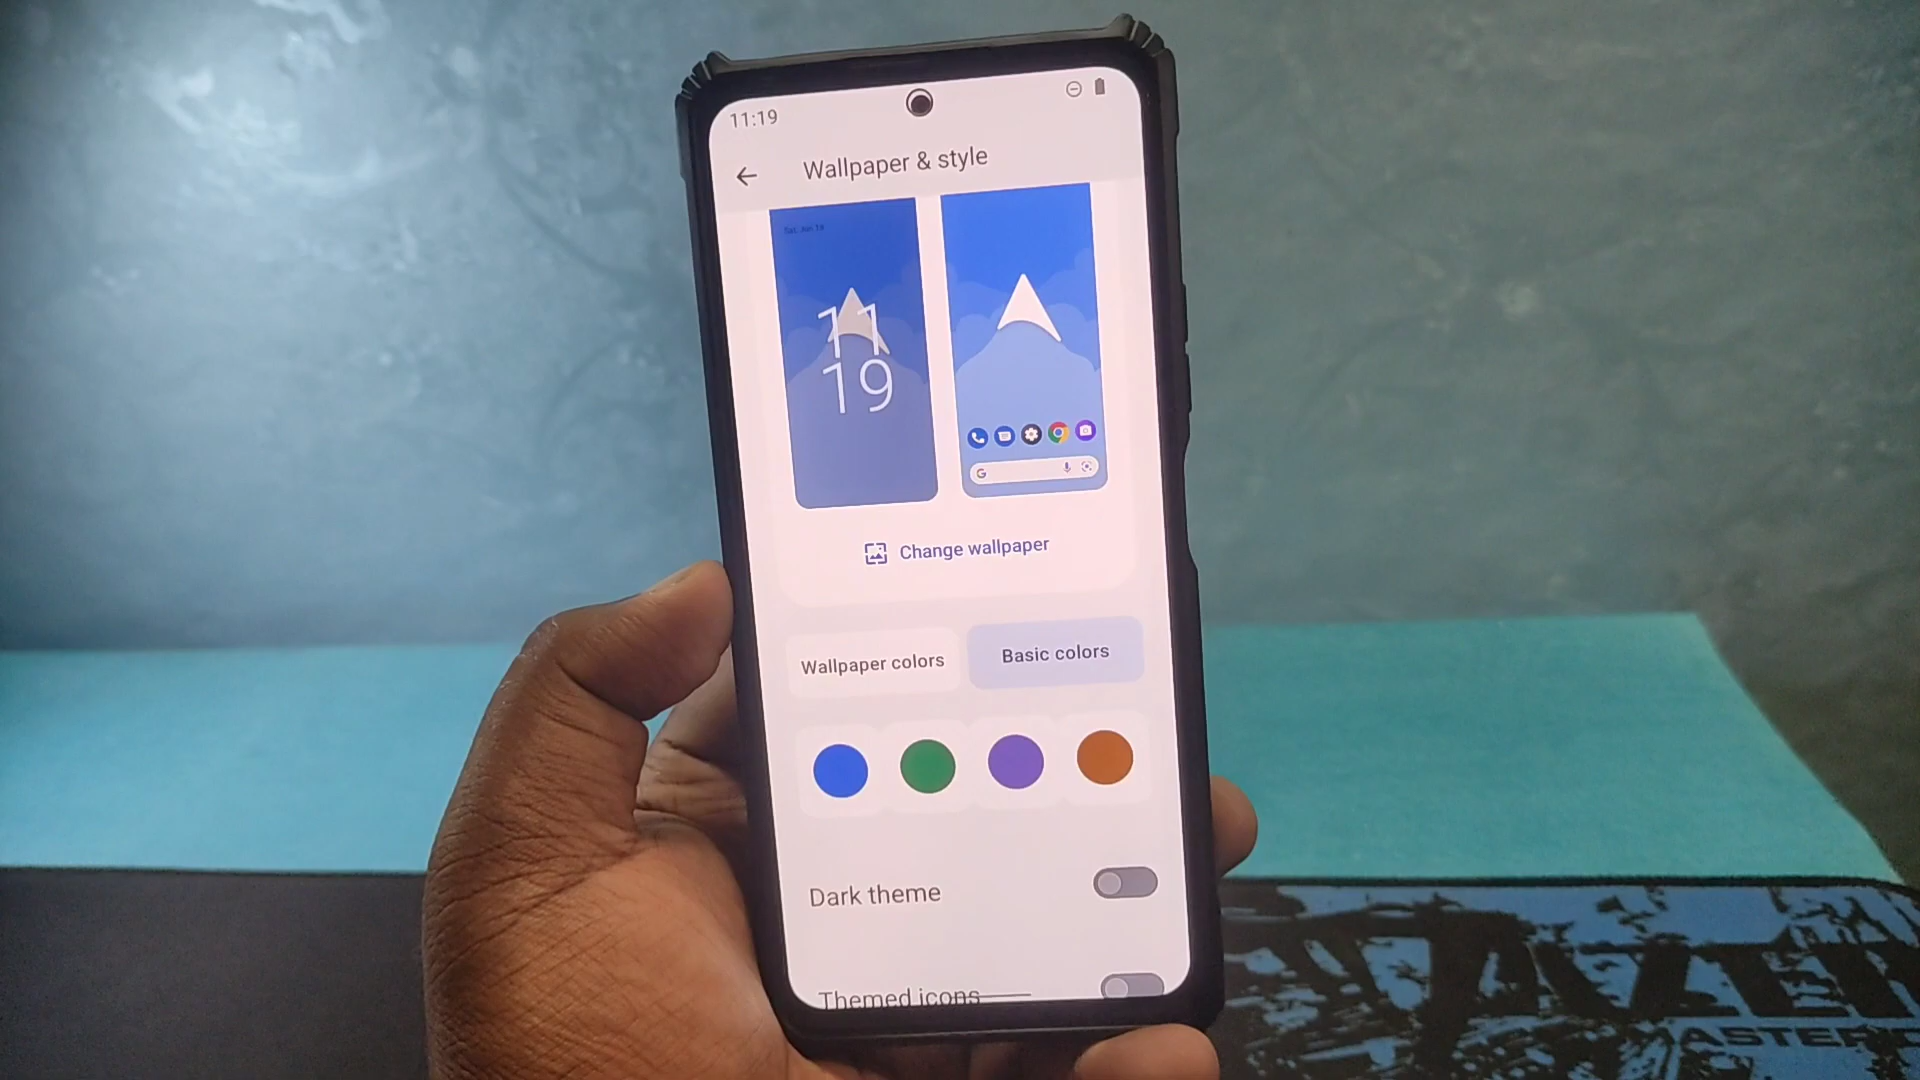 11:19
Wallpaper & style
11
19
Change wallpaper
Wallpaper colors
Basic colors
Dark theme
Themed icons